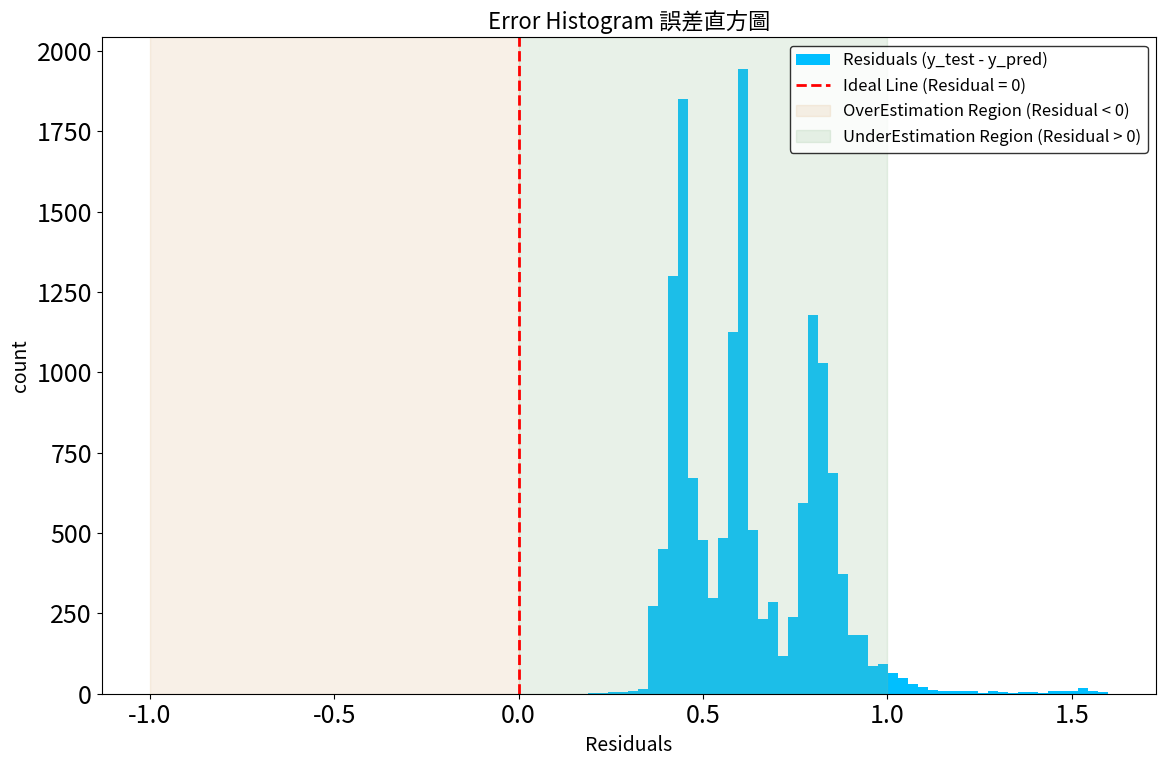 Error Histogram 誤差直方圖
Residuals (y_test - y_pred)
Ideal Line (Residual = 0)
OverEstimation Region (Residual < 0)
UnderEstimation Region (Residual > 0)
count
2000
1750
1500
1250
1000
750
500
250
0
-1.0
-0.5
0.0
0.5
1.0
1.5
Residuals